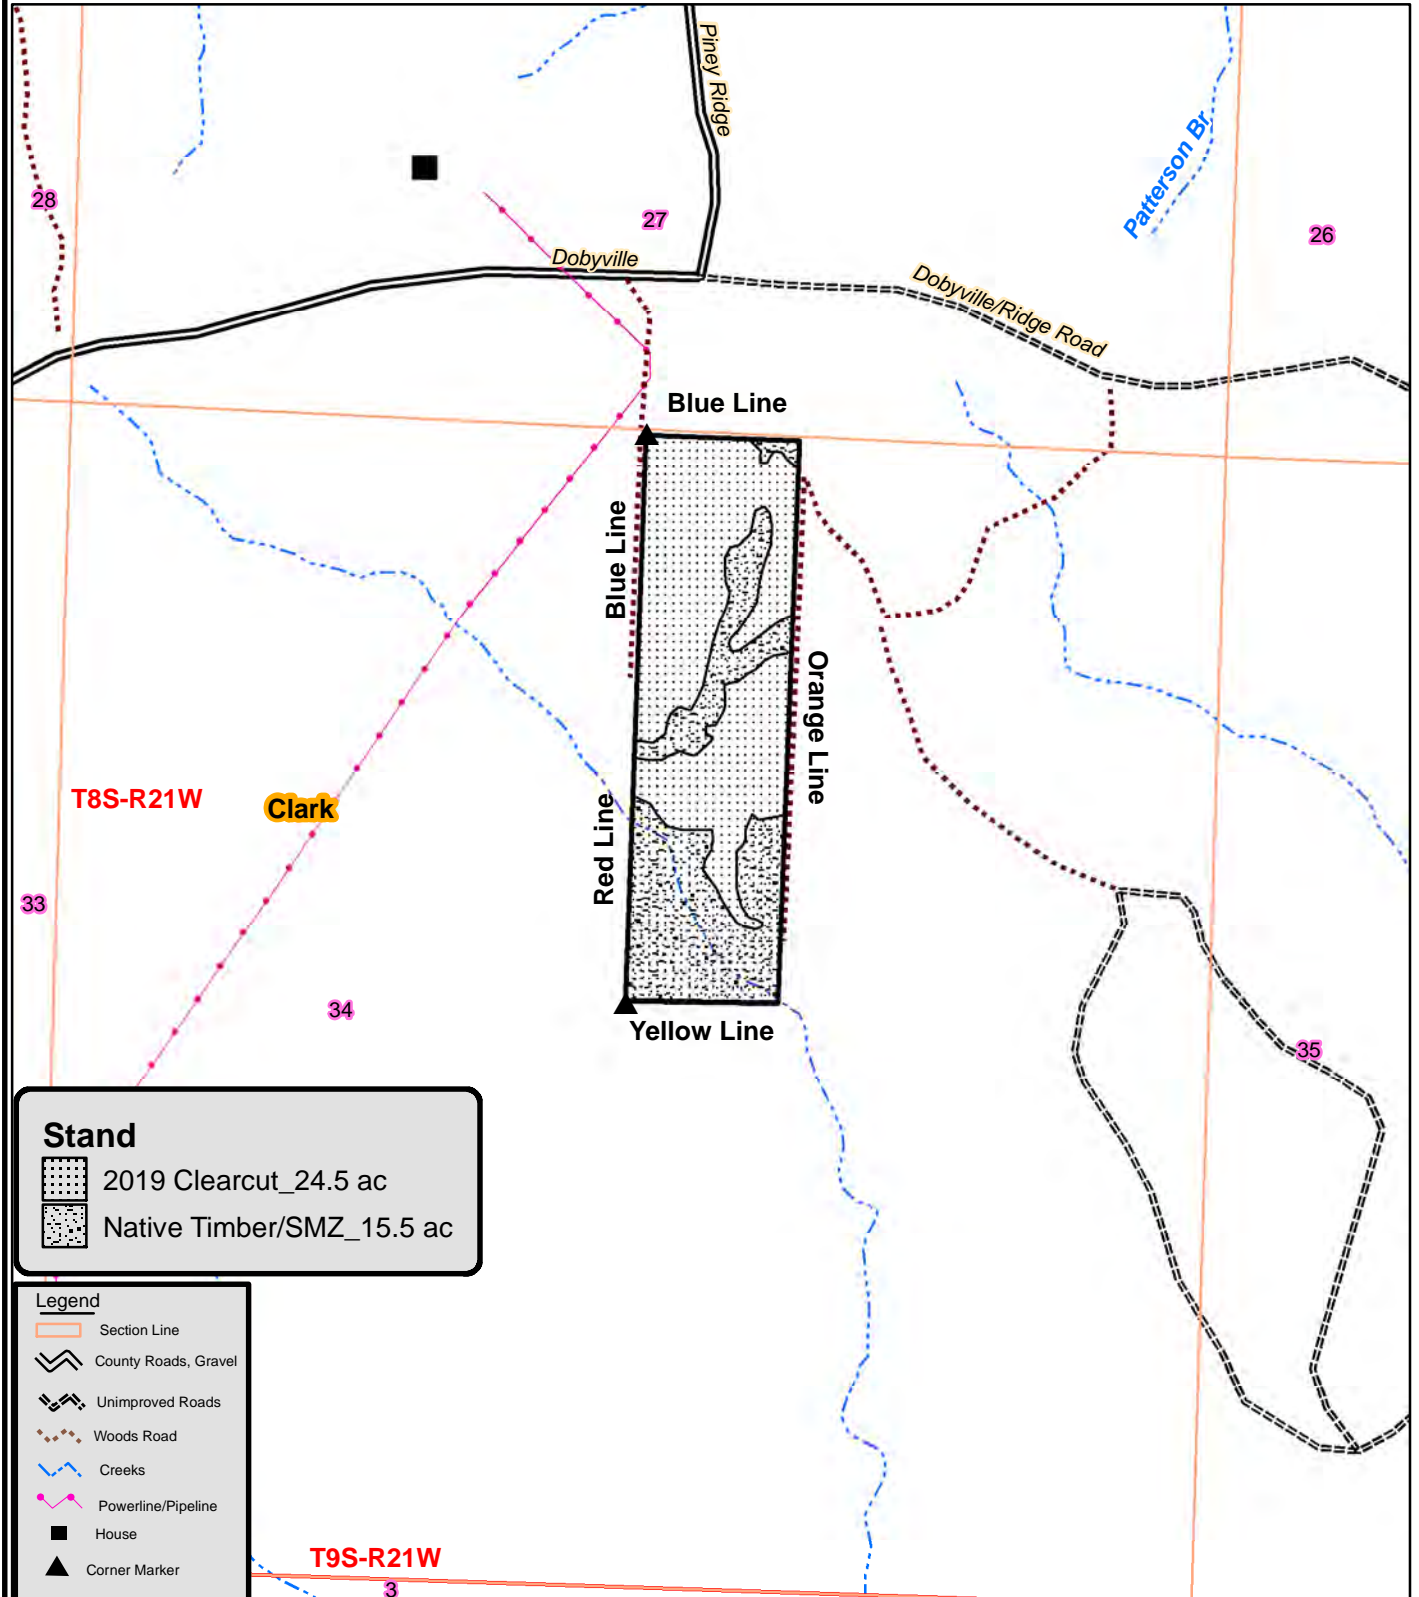 Piney Ridge
Patterson Br
28
27
26
Dobyville
Dobyville/Ridge Road
Blue Line
Blue Line
Orange Line
T8S-R21W
Clark
Red Line
33
34
Yellow Line
35
Stand
2019 Clearcut_24.5 ac
Native Timber/SMZ_15.5 ac
Legend
Section Line
County Roads, Gravel
Unimproved Roads
Woods Road
Creeks
Powerline/Pipeline
House
Corner Marker
T9S-R21W
3